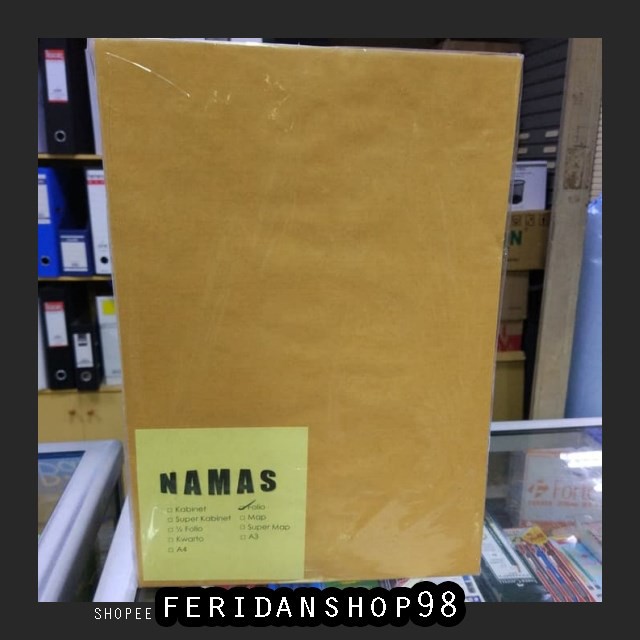 NAMAS
Kabinet
Folio
Super Kabinet
Map
½ Folio
Super Map
Kwarto
A3
A4
SHOPEE FERIDANSHOP98